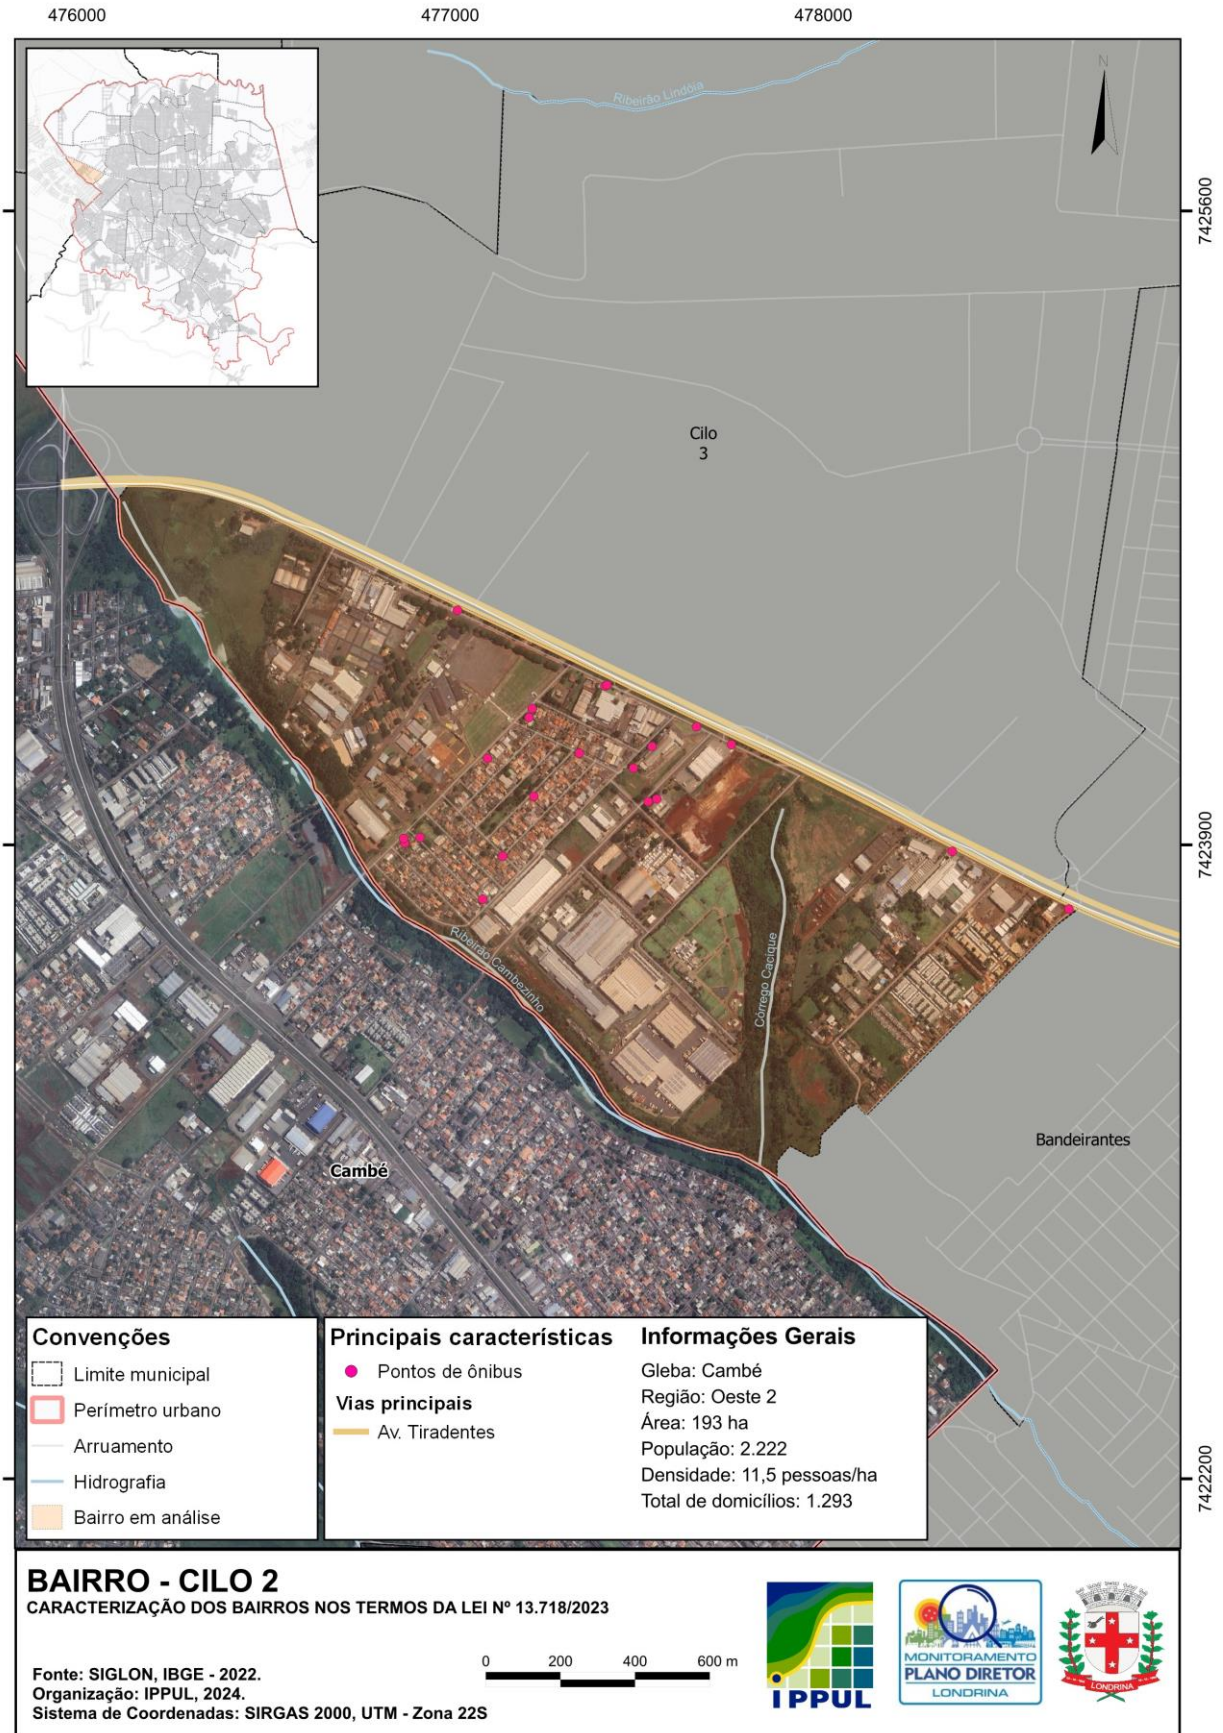 476000
477000
478000
Ribeirão Lindóia
N
7425600
Cilo
3
7423900
Ribeirão Cambezinho
Córrego Cacique
Bandeirantes
Cambé
7422200
Convenções
Limite municipal
Perímetro urbano
Arruamento
Hidrografia
Bairro em análise
Principais características
Pontos de ônibus
Vias principais
Av. Tiradentes
Informações Gerais
Gleba: Cambé
Região: Oeste 2
Área: 193 ha
População: 2.222
Densidade: 11,5 pessoas/ha
Total de domicílios: 1.293
BAIRRO - CILO 2
CARACTERIZAÇÃO DOS BAIRROS NOS TERMOS DA LEI Nº 13.718/2023
Fonte: SIGLON, IBGE - 2022.
Organização: IPPUL, 2024.
Sistema de Coordenadas: SIRGAS 2000, UTM - Zona 22S
0 200 400 600 m
IPPUL
MONITORAMENTO
PLANO DIRETOR
LONDRINA
LONDRINA